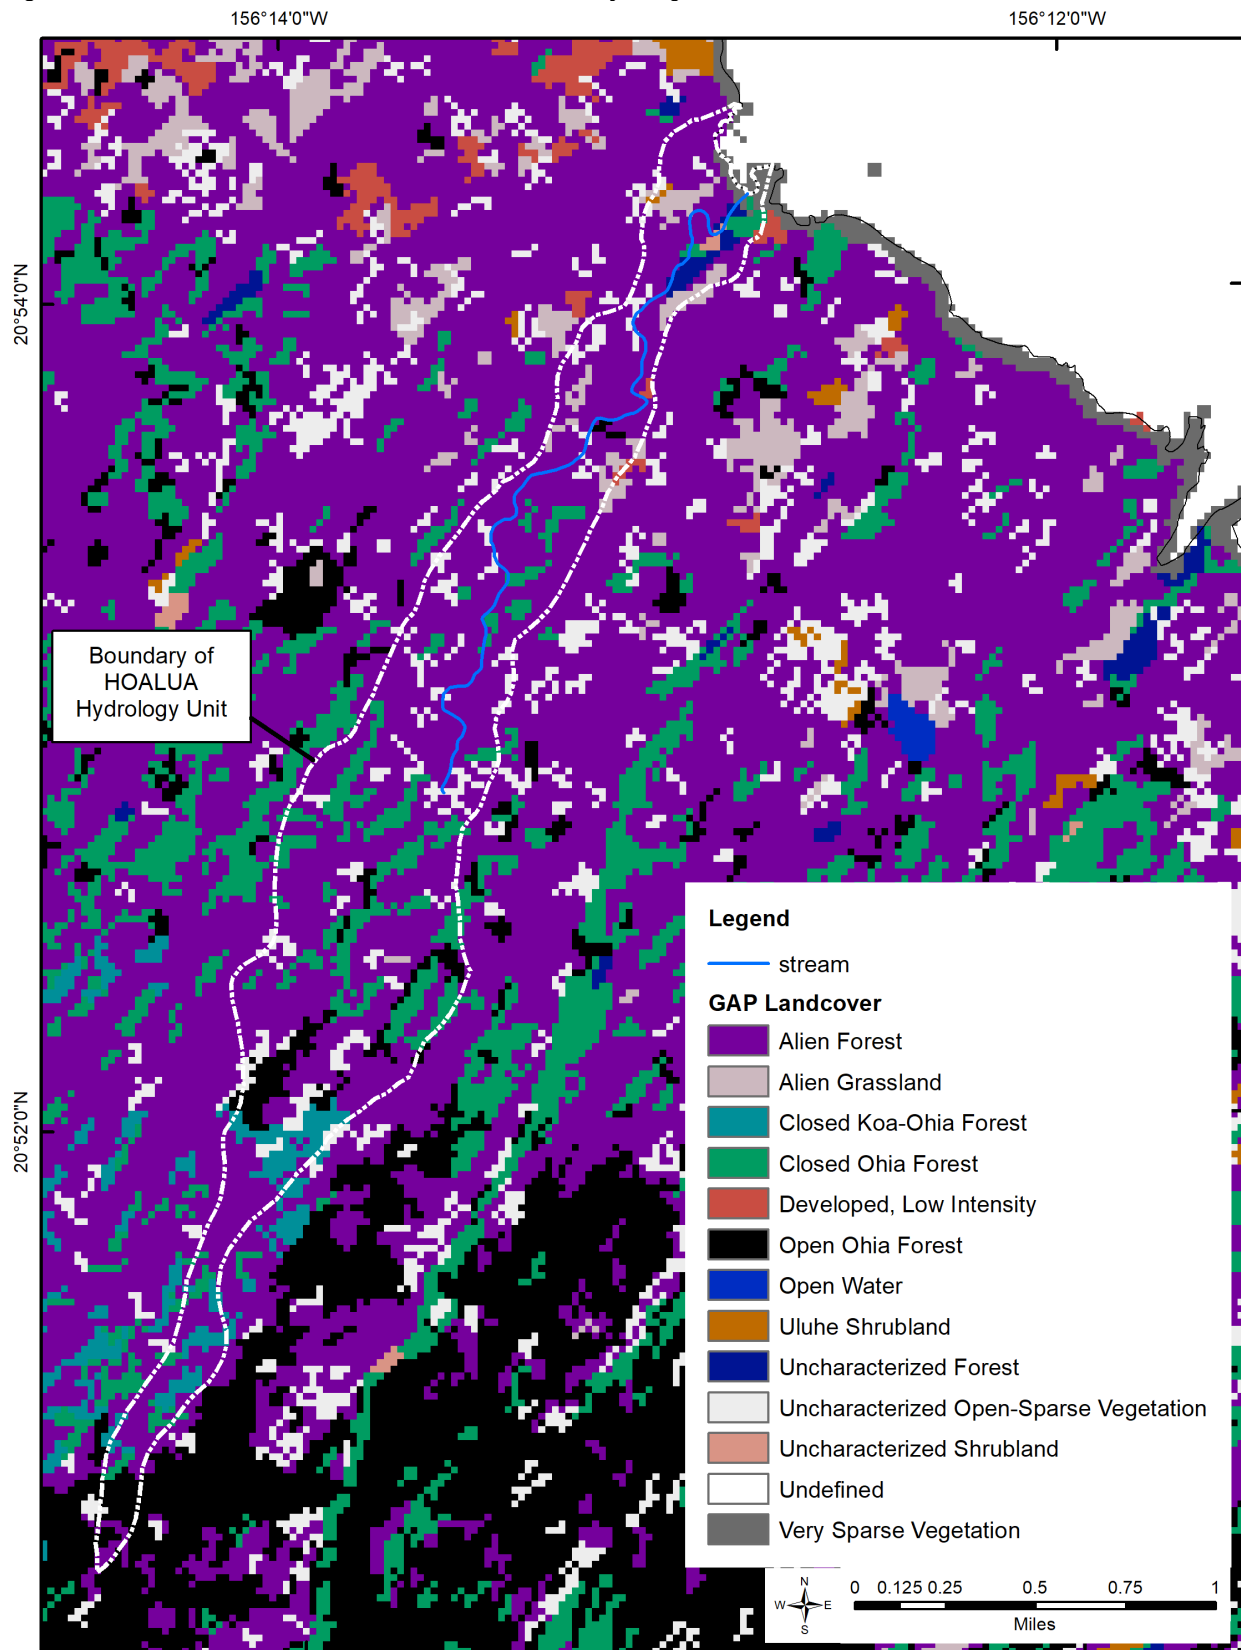 156°14'0"W
156°12'0"W
20°54'0"N
Boundary of
HOALUA
Hydrology Unit
20°52'0"N
Legend
stream
GAP Landcover
Alien Forest
Alien Grassland
Closed Koa-Ohia Forest
Closed Ohia Forest
Developed, Low Intensity
Open Ohia Forest
Open Water
Uluhe Shrubland
Uncharacterized Forest
Uncharacterized Open-Sparse Vegetation
Uncharacterized Shrubland
Undefined
Very Sparse Vegetation
N
W E
S
0 0.125 0.25 0.5 0.75 1
Miles